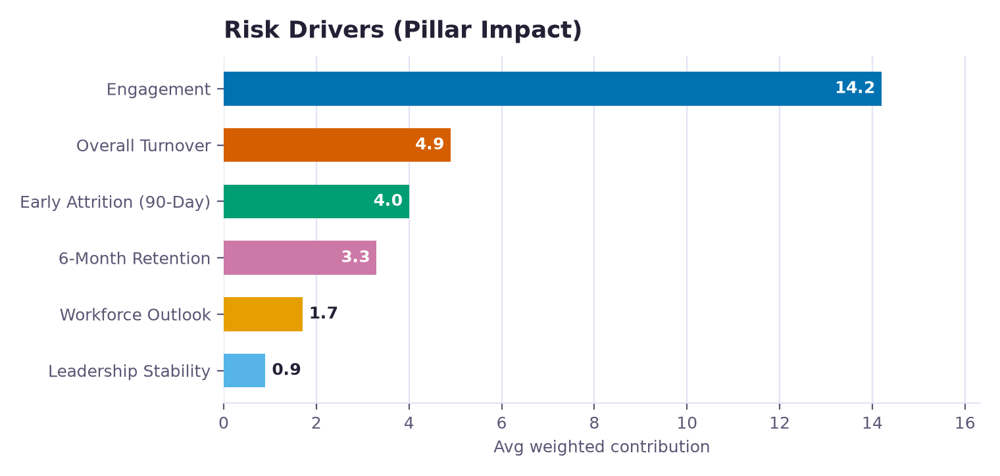 Risk Drivers (Pillar Impact)
Engagement 14.2
Overall Turnover 4.9
Early Attrition (90-Day) 4.0
6-Month Retention 3.3
Workforce Outlook 1.7
Leadership Stability 0.9
0 2 4 6 8 10 12 14 16
Avg weighted contribution